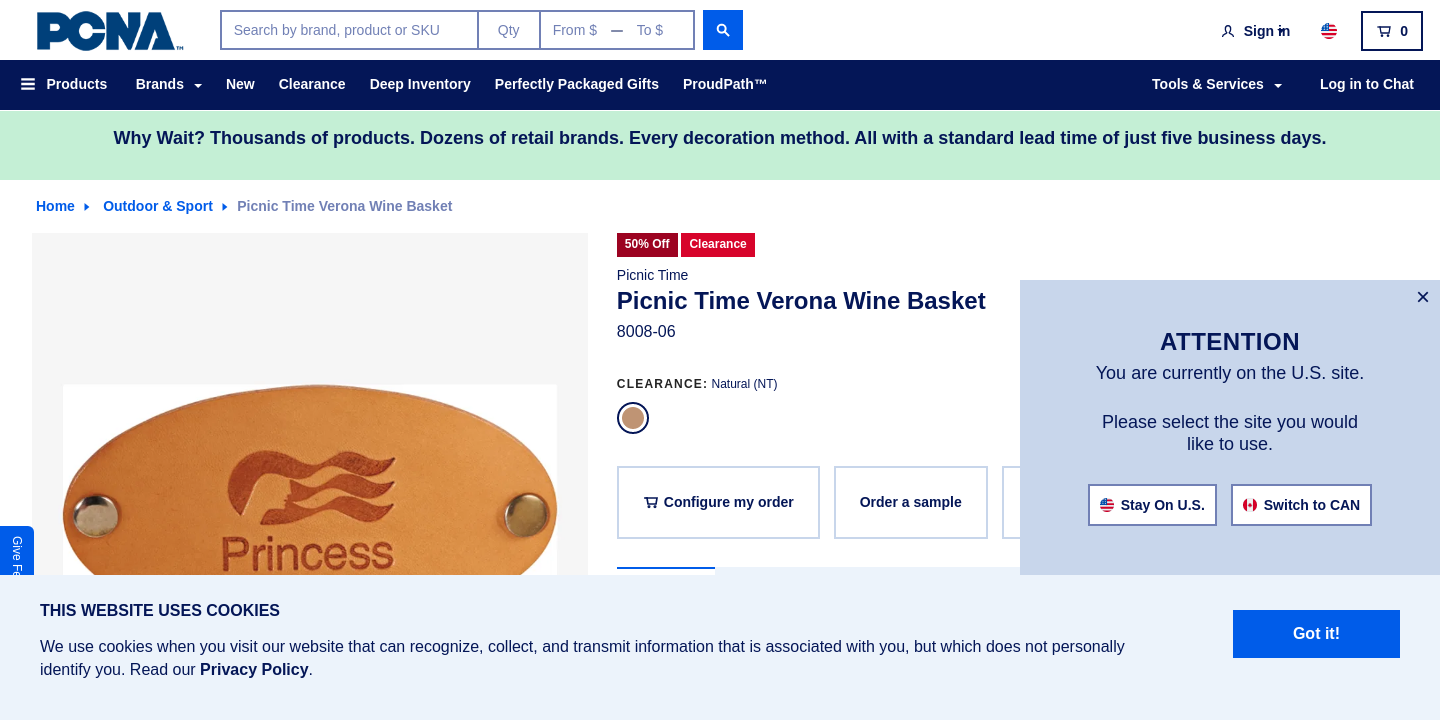 PCNA™
Search by brand, product or SKU
Qty
From $ — To $
Sign in
0
Products
Brands
New
Clearance
Deep Inventory
Perfectly Packaged Gifts
ProudPath™
Tools & Services
Log in to Chat
Why Wait? Thousands of products. Dozens of retail brands. Every decoration method. All with a standard lead time of just five business days.
Home
Outdoor & Sport
Picnic Time Verona Wine Basket
50% Off
Clearance
Picnic Time
Picnic Time Verona Wine Basket
8008-06
CLEARANCE: Natural (NT)
Configure my order
Order a sample
Princess
ATTENTION
You are currently on the U.S. site.
Please select the site you would
like to use.
Stay On U.S.
Switch to CAN
Give
THIS WEBSITE USES COOKIES
We use cookies when you visit our website that can recognize, collect, and transmit information that is associated with you, but which does not personally
identify you. Read our Privacy Policy.
Got it!